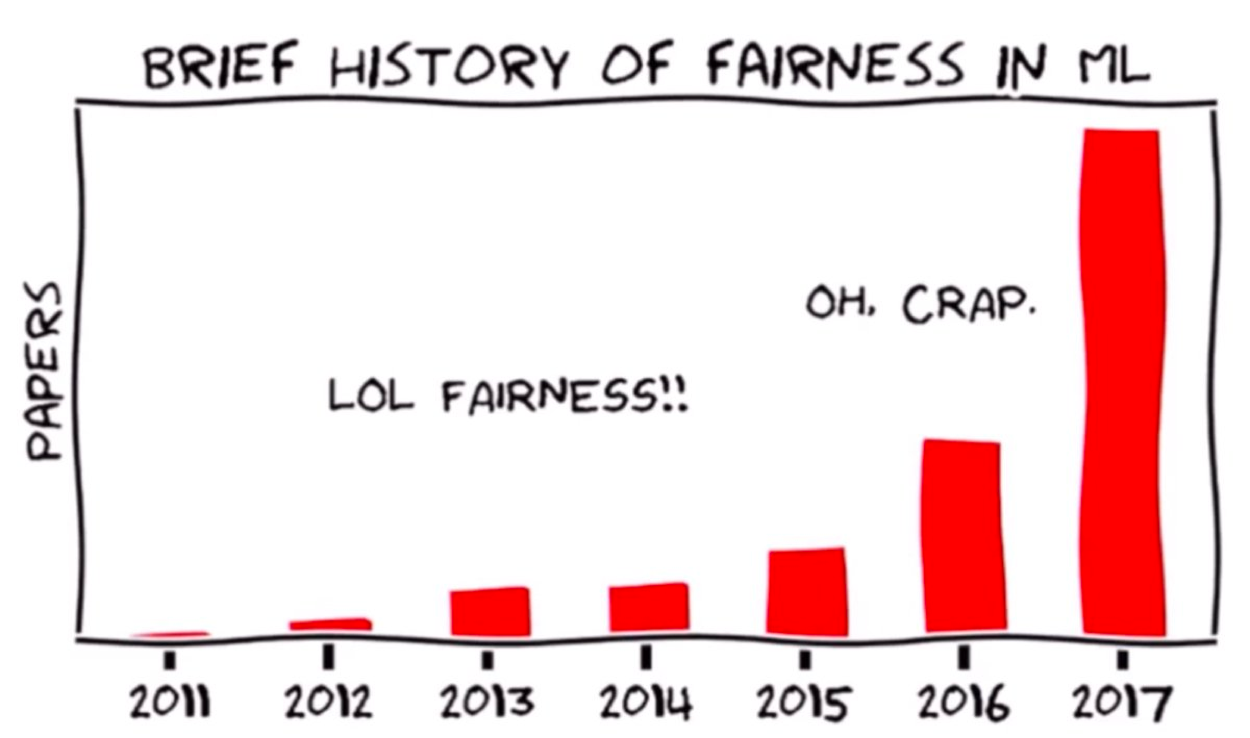 BRIEF HISTORY OF FAIRNESS IN ML
PAPERS
OH, CRAP.
LOL FAIRNESS!!
2011 2012 2013 2014 2015 2016 2017